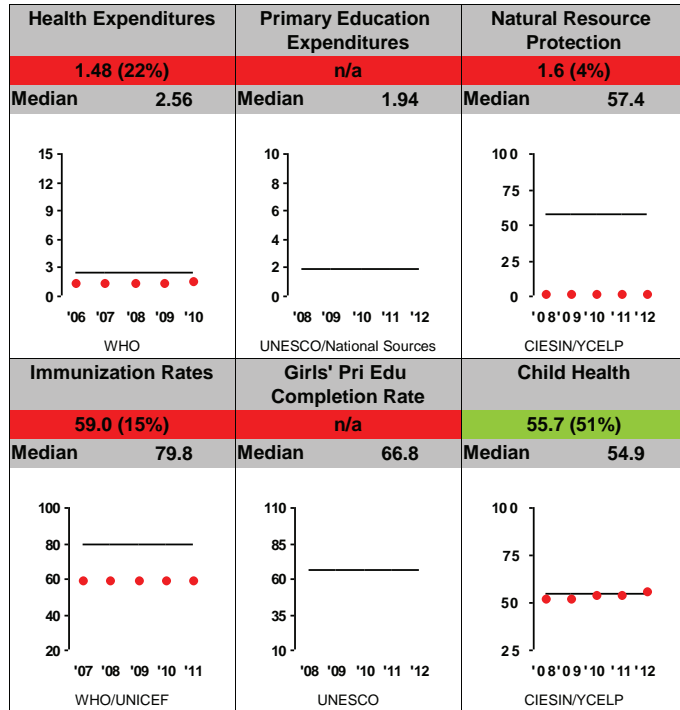 Health Expenditures
1.48 (22%)
Median 2.56
15
12
9
6
3
0
'06 '07 '08 '09 '10
WHO
Primary Education
Expenditures
n/a
Median 1.94
10
8
6
4
2
0
'08 '09 '10 '11 '12
UNESCO/National Sources
Natural Resource
Protection
1.6 (4%)
Median 57.4
100
75
50
25
0
'08 '09 '10 '11 '12
CIESIN/YCELP
Immunization Rates
59.0 (15%)
Median 79.8
100
80
60
40
20
'07 '08 '09 '10 '11
WHO/UNICEF
Girls' Pri Edu
Completion Rate
n/a
Median 66.8
110
85
60
35
10
'08 '09 '10 '11 '12
UNESCO
Child Health
55.7 (51%)
Median 54.9
100
75
50
25
'08 '09 '10 '11 '12
CIESIN/YCELP